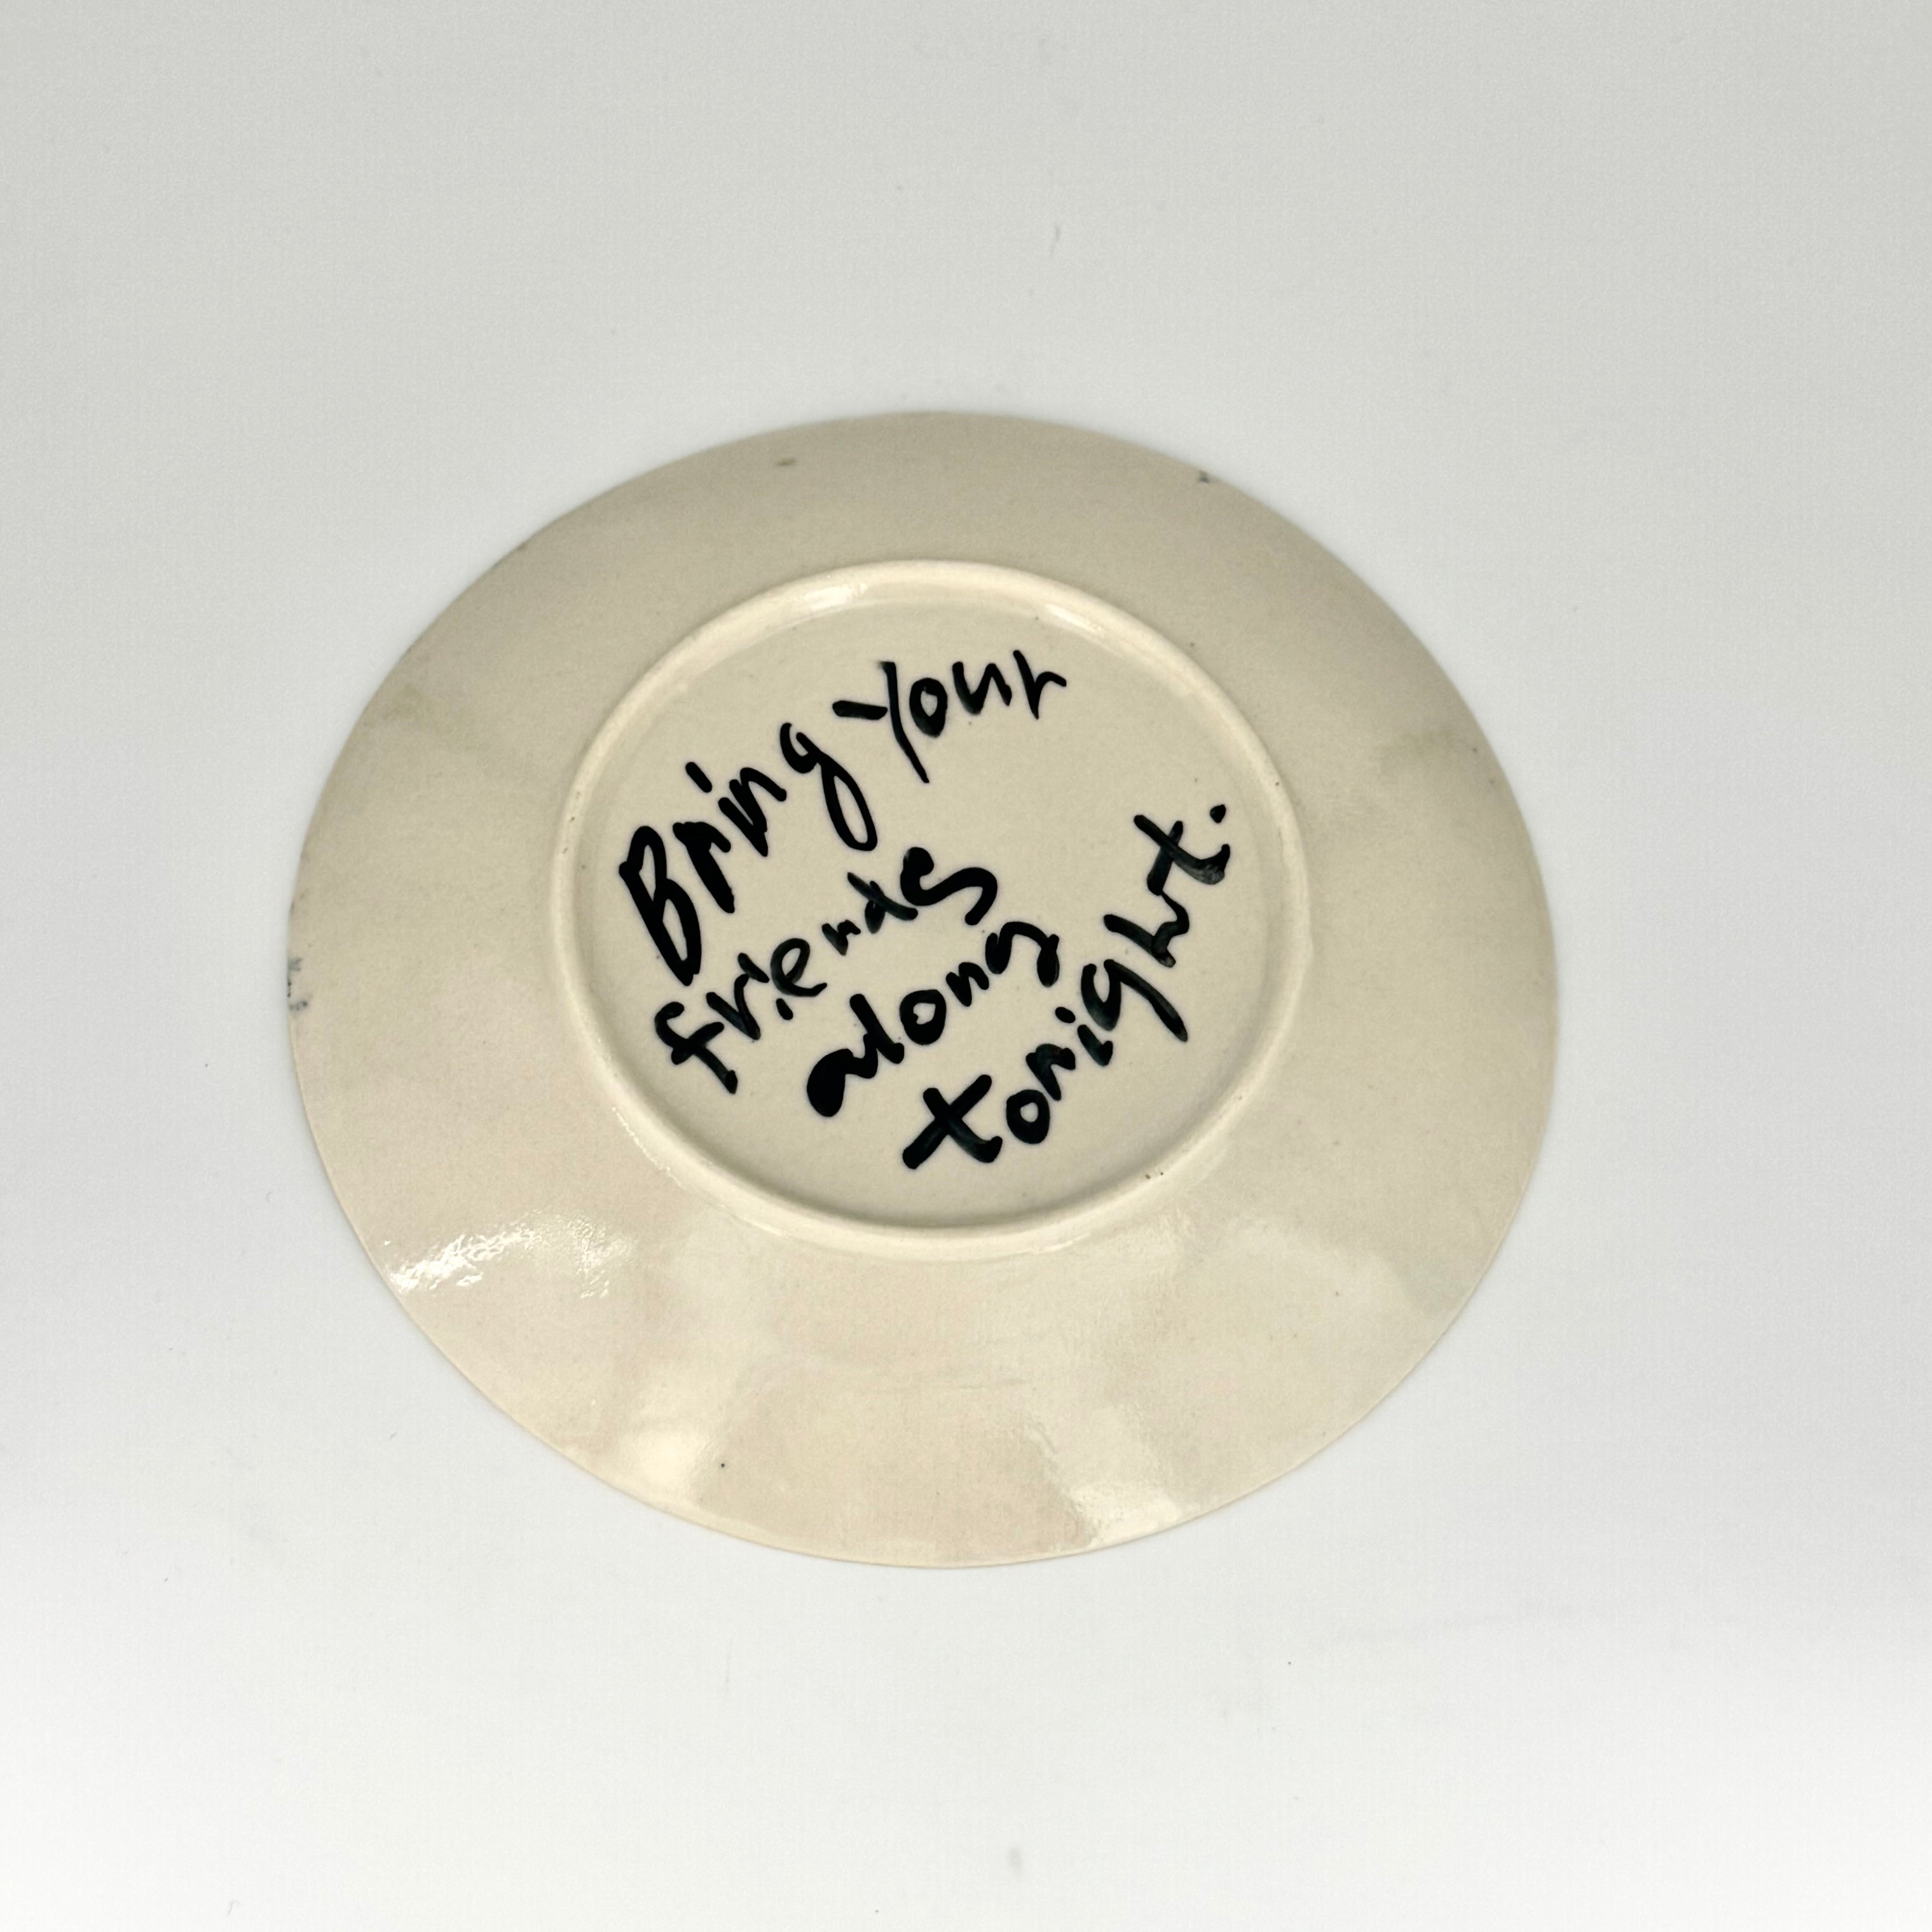 Bring your
friends
along
tonight.